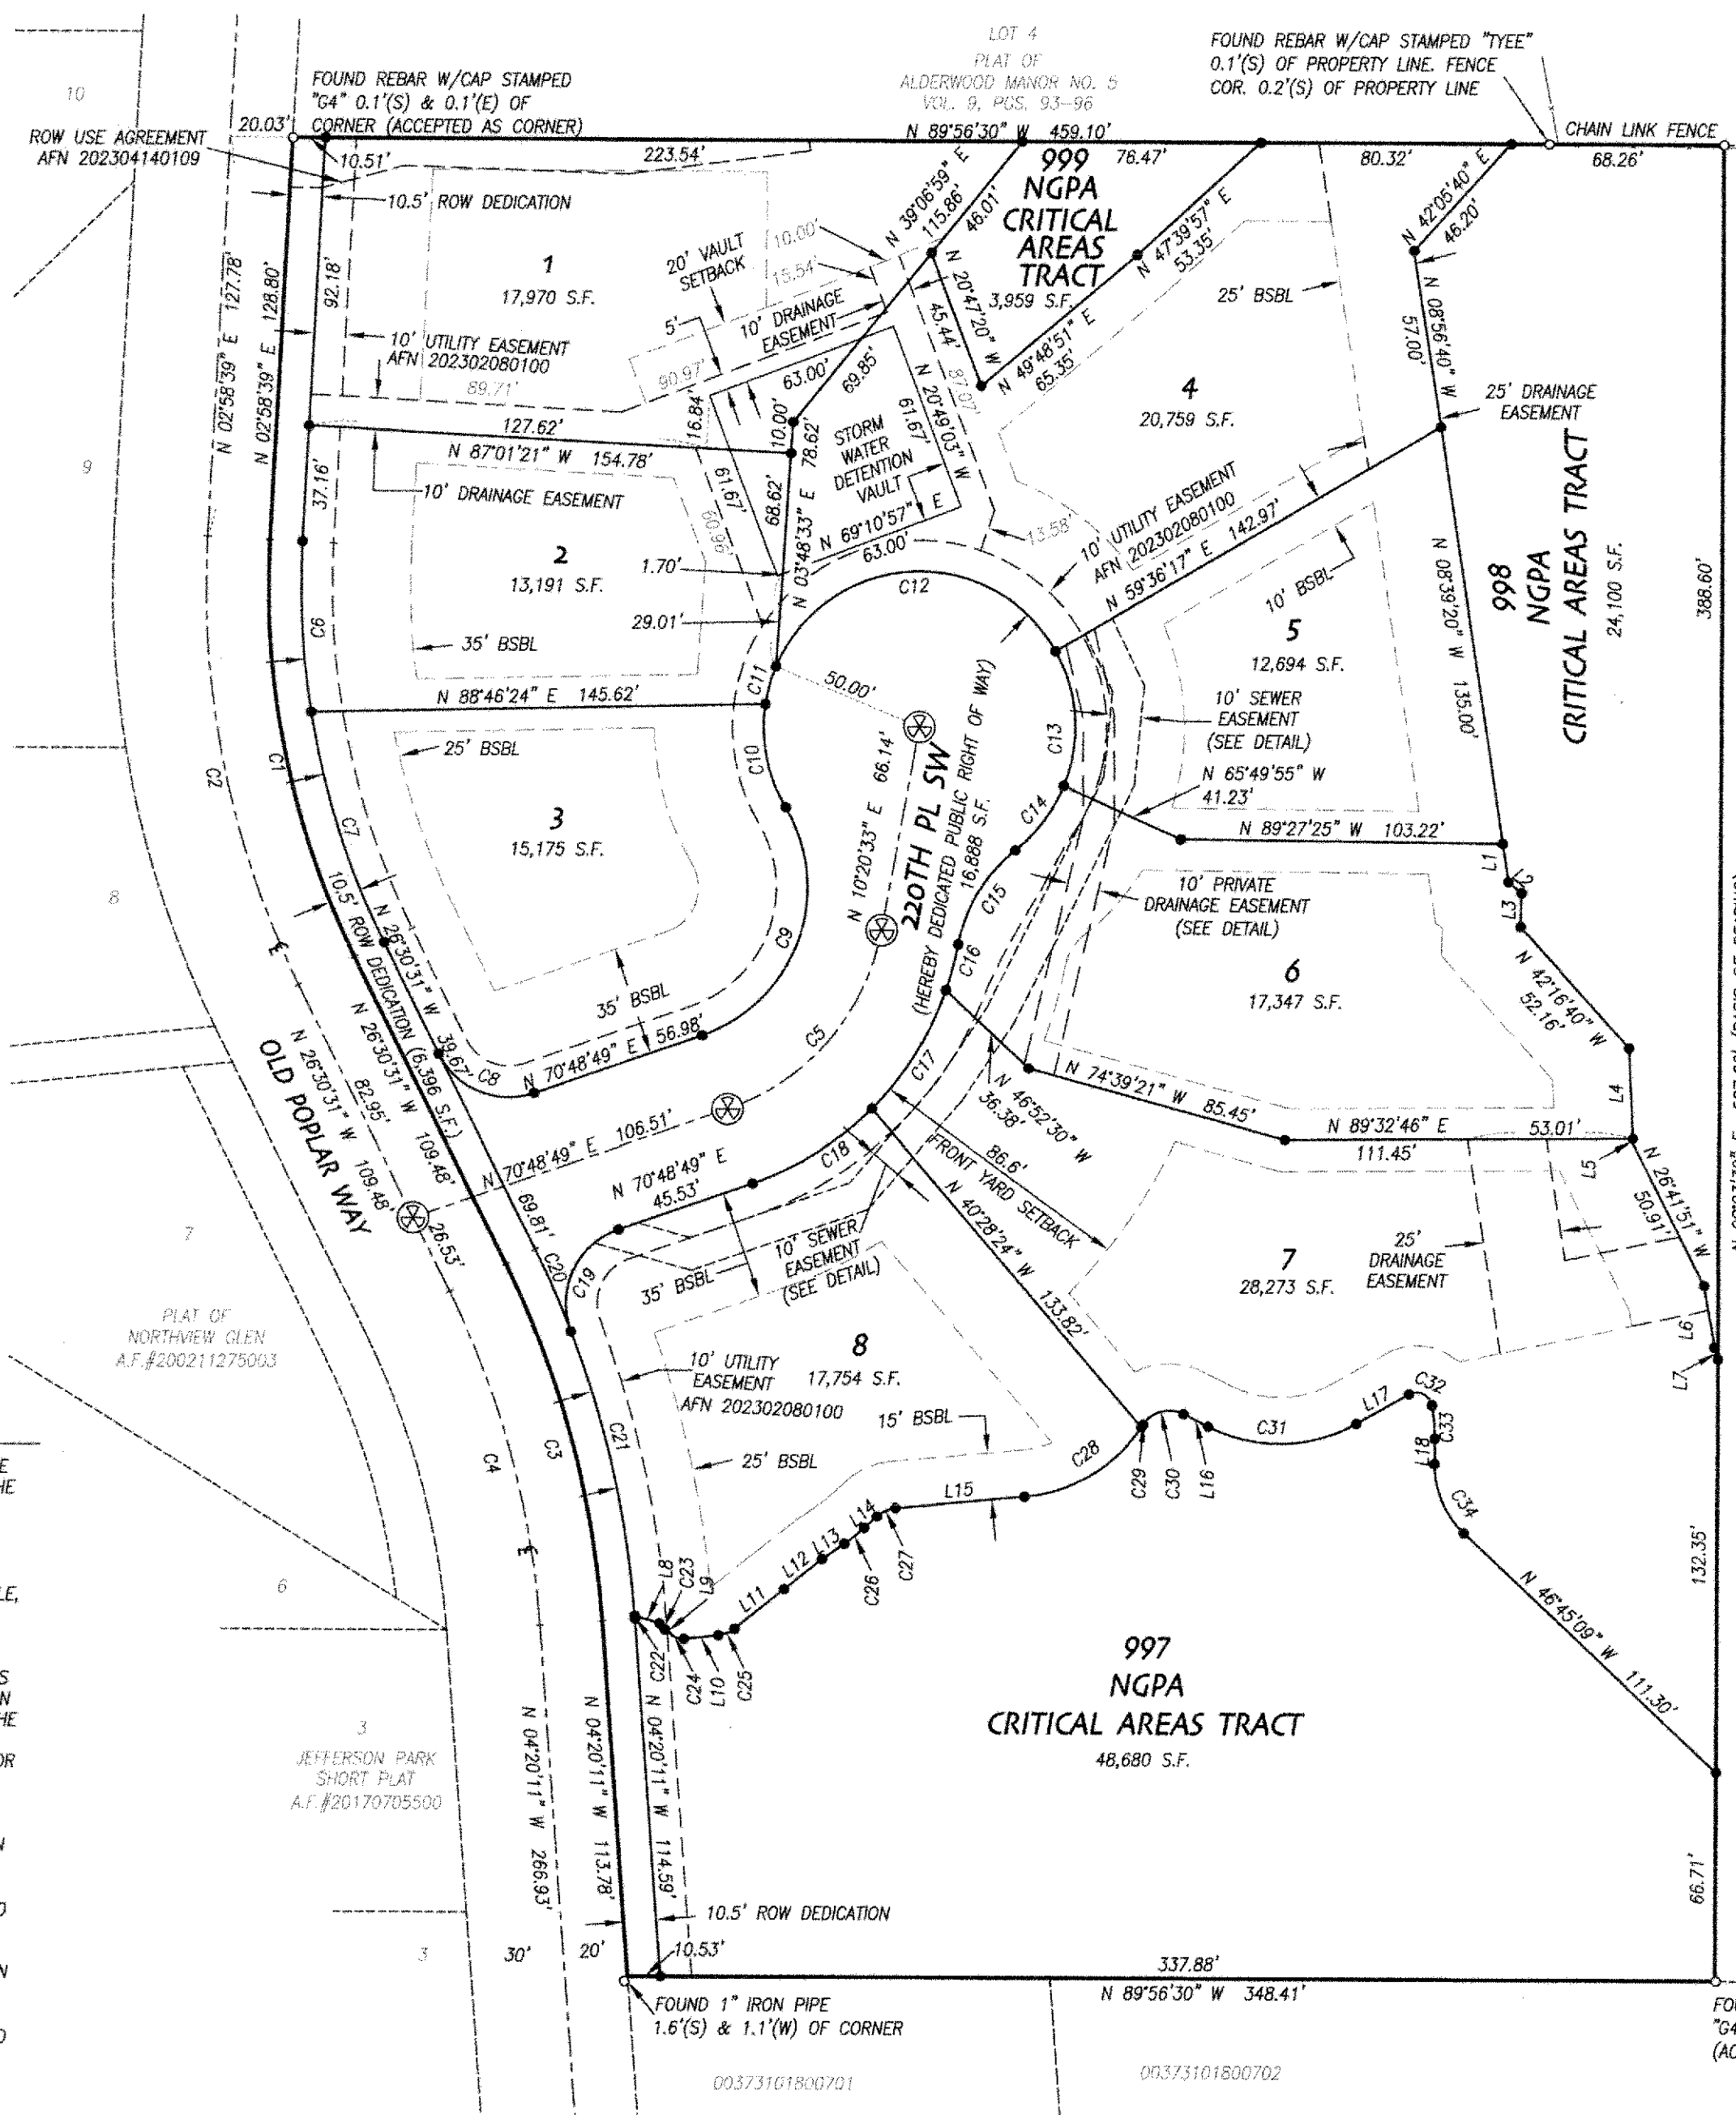 LOT 4
PLAT OF
ALDERWOOD MANOR NO. 5
VOL. 9, PGS. 93-96
FOUND REBAR W/CAP STAMPED "TYEE"
0.1'(S) OF PROPERTY LINE. FENCE
COR. 0.2'(S) OF PROPERTY LINE
FOUND REBAR W/CAP STAMPED
"G4" 0.1'(S) & 0.1'(E) OF
CORNER (ACCEPTED AS CORNER)
10
ROW USE AGREEMENT
AFN 202304140109
20.03'
N 89°56'30" W 459.10'
CHAIN LINK FENCE
10.51'
223.54'
76.47'
80.32'
68.26'
10.5' ROW DEDICATION
999
NGPA
CRITICAL
AREAS
TRACT
3,959 S.F.
N 39°06'59" E
115.86'
46.01'
N 42°05'40" E
46.20'
N 47°39'57" E
53.35'
N 20°47'20" W
45.44'
N 49°48'51" E
65.35'
20' VAULT
SETBACK
10.00'
15.54'
10' DRAINAGE
EASEMENT
5'
90.97'
1
17,970 S.F.
92.18'
N 02°58'39" E 127.78'
N 02°58'39" E 128.80'
10' UTILITY EASEMENT
AFN 202302080100
89.71'
25' BSBL
N 08°56'40" W
57.00'
25' DRAINAGE
EASEMENT
4
20,759 S.F.
63.00'
69.85'
87.07'
16.84'
10.00'
78.62'
STORM
WATER
DETENTION
VAULT
61.67'
N 20°49'03" W
127.62'
N 87°01'21" W 154.78'
9
37.16'
10' DRAINAGE EASEMENT
61.67'
60.96'
68.62'
N 03°48'33" E
N 69°10'57" E
63.00'
13.58'
10' UTILITY EASEMENT
AFN 202302080100
N 59°36'17" E 142.97'
998
NGPA
CRITICAL AREAS TRACT
24,100 S.F.
388.60'
N 08°39'20" W 135.00'
2
13,191 S.F.
1.70'
29.01'
C12
10' BSBL
5
12,694 S.F.
C6
35' BSBL
C11
50.00'
N 88°46'24" E 145.62'
10' SEWER
EASEMENT
(SEE DETAIL)
C13
C2
C1
25' BSBL
C10
N 10°20'33" E 66.14'
220TH PL SW
(HEREBY DEDICATED PUBLIC RIGHT OF WAY)
16,888 S.F.
N 65°49'55" W
41.23'
C14
N 89°27'25" W 103.22'
C7
3
15,175 S.F.
L1
L2
L3
8
10' PRIVATE
DRAINAGE EASEMENT
(SEE DETAIL)
C15
C9
C16
10.5' ROW DEDICATION (6,396 S.F.)
N 26°30'31" W
39.67'
N 42°16'40" W
52.16'
6
17,347 S.F.
35' BSBL
56.98'
N 70°48'49" E
C8
C5
C17
OLD POPLAR WAY
N 26°30'31" W 109.48'
82.95'
N 26°30'31" W 109.48'
N 46°52'30" W
36.38'
N 74°39'21" W 85.45'
L4
N 89°32'46" E
53.01'
111.45'
L5
N 70°48'49" E 106.51'
C18
FRONT YARD SETBACK
86.6'
N 26°41'51" W
50.91'
N 70°48'49" E
45.53'
69.81'
26.53'
7
C20
C19
10' SEWER
EASEMENT
(SEE DETAIL)
35' BSBL
N 40°28'24" W
133.82'
7
28,273 S.F.
25'
DRAINAGE
EASEMENT
L6
L7
PLAT OF
NORTHVIEW GLEN
A.F.#200211275003
8
17,754 S.F.
10' UTILITY
EASEMENT
AFN 202302080100
15' BSBL
25' BSBL
C4
C3
C21
C28
C29
C30
L16
C31
L17
C32
C33
L18
C34
L15
L14
L13
L12
C27
C26
L11
L8
C23
L9
C22
C24
L10
C25
6
N 46°45'09" W 111.30'
132.35'
997
NGPA
CRITICAL AREAS TRACT
48,680 S.F.
3
JEFFERSON PARK
SHORT PLAT
A.F.#20170705500
N 04°20'11" W 266.93'
N 04°20'11" W 113.78'
N 04°20'11" W 114.59'
66.71'
10.5' ROW DEDICATION
3
30'
20'
10.53'
337.88'
N 89°56'30" W 348.41'
FOUND 1" IRON PIPE
1.6'(S) & 1.1'(W) OF CORNER
00373101800701
00373101800702